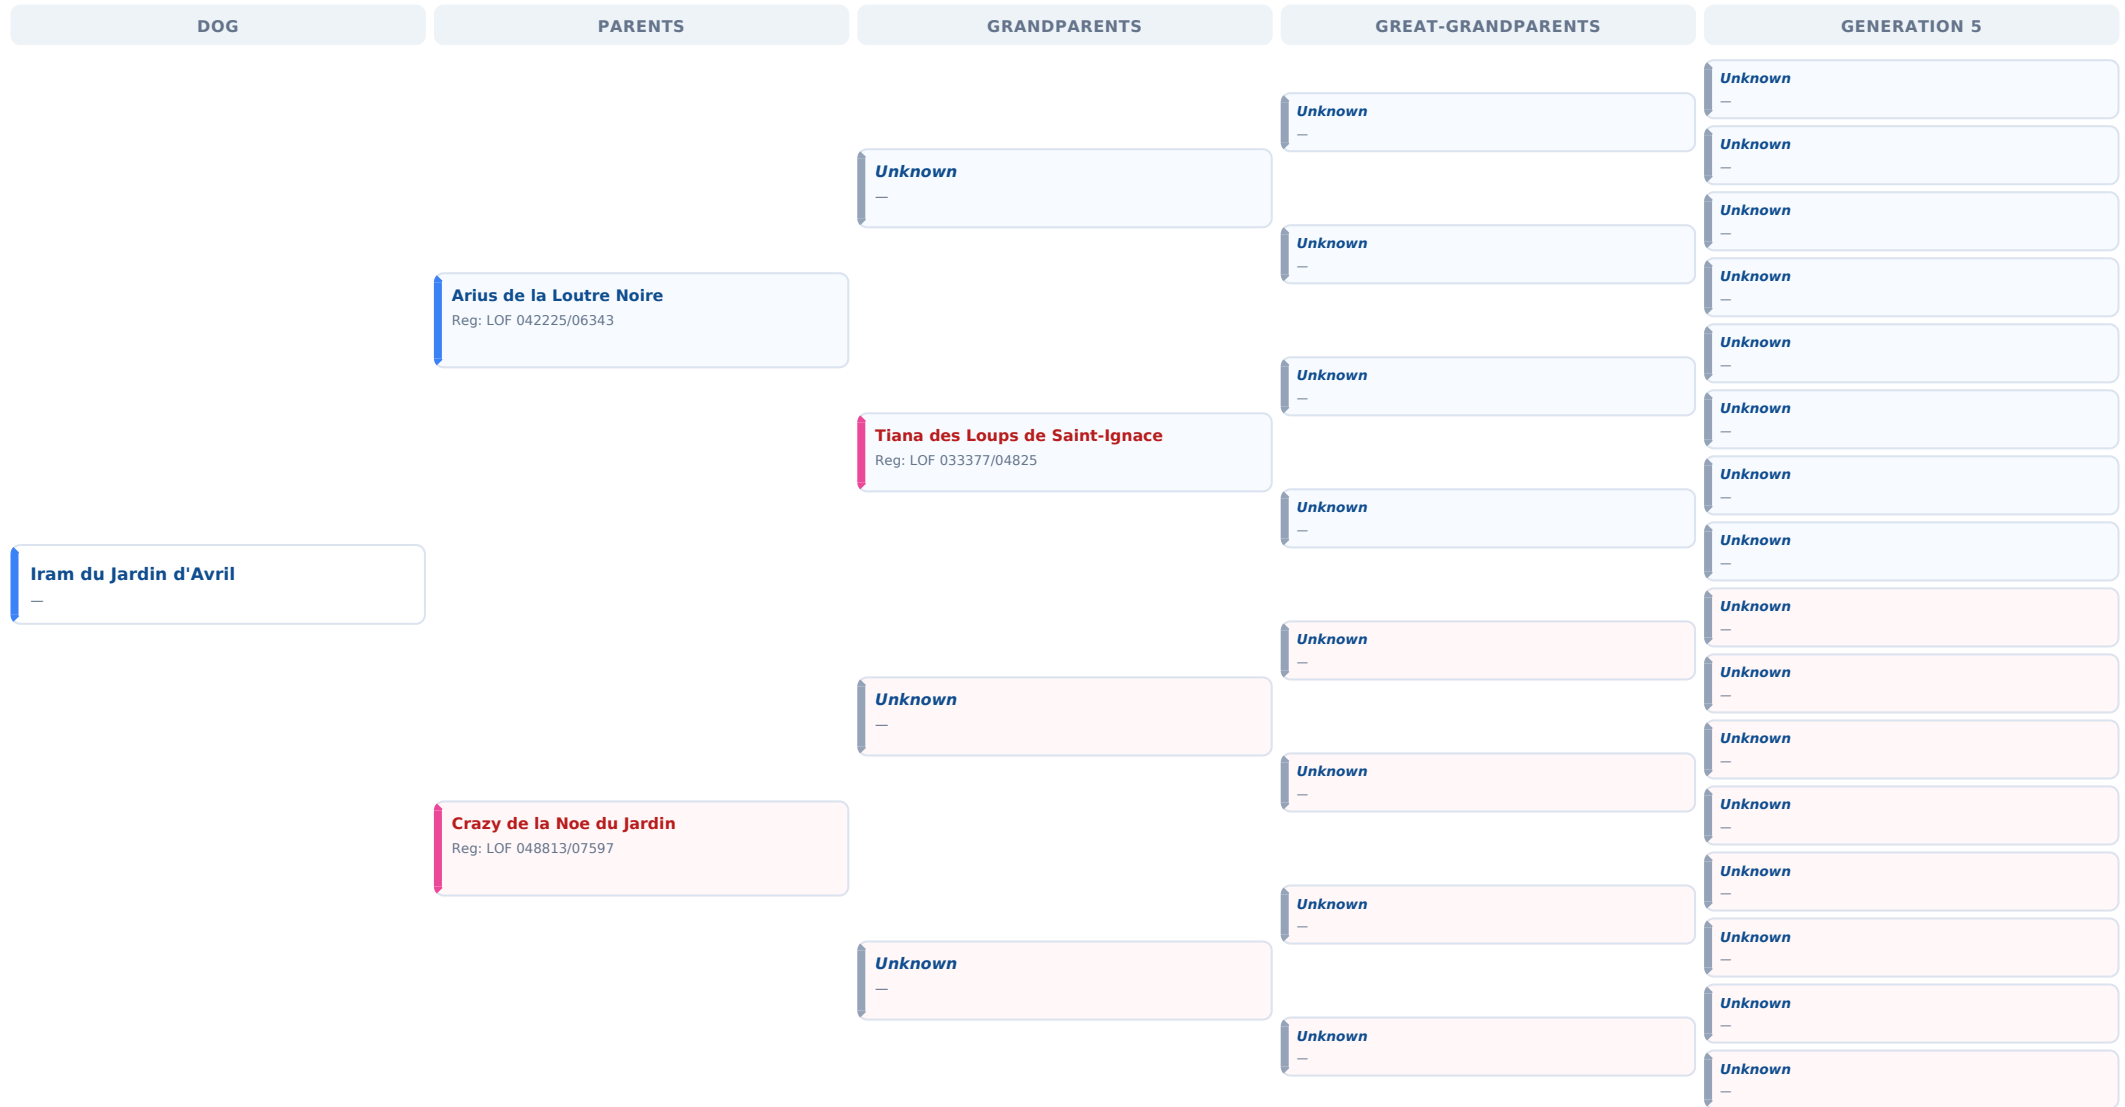 DOG
PARENTS
GRANDPARENTS
GREAT-GRANDPARENTS
GENERATION 5
Iram du Jardin d'Avril
—
Arius de la Loutre Noire
Reg: LOF 042225/06343
Crazy de la Noe du Jardin
Reg: LOF 048813/07597
Unknown
—
Tiana des Loups de Saint-Ignace
Reg: LOF 033377/04825
Unknown
—
Unknown
—
Unknown
—
Unknown
—
Unknown
—
Unknown
—
Unknown
—
Unknown
—
Unknown
—
Unknown
—
Unknown
—
Unknown
—
Unknown
—
Unknown
—
Unknown
—
Unknown
—
Unknown
—
Unknown
—
Unknown
—
Unknown
—
Unknown
—
Unknown
—
Unknown
—
Unknown
—
Unknown
—
Unknown
—